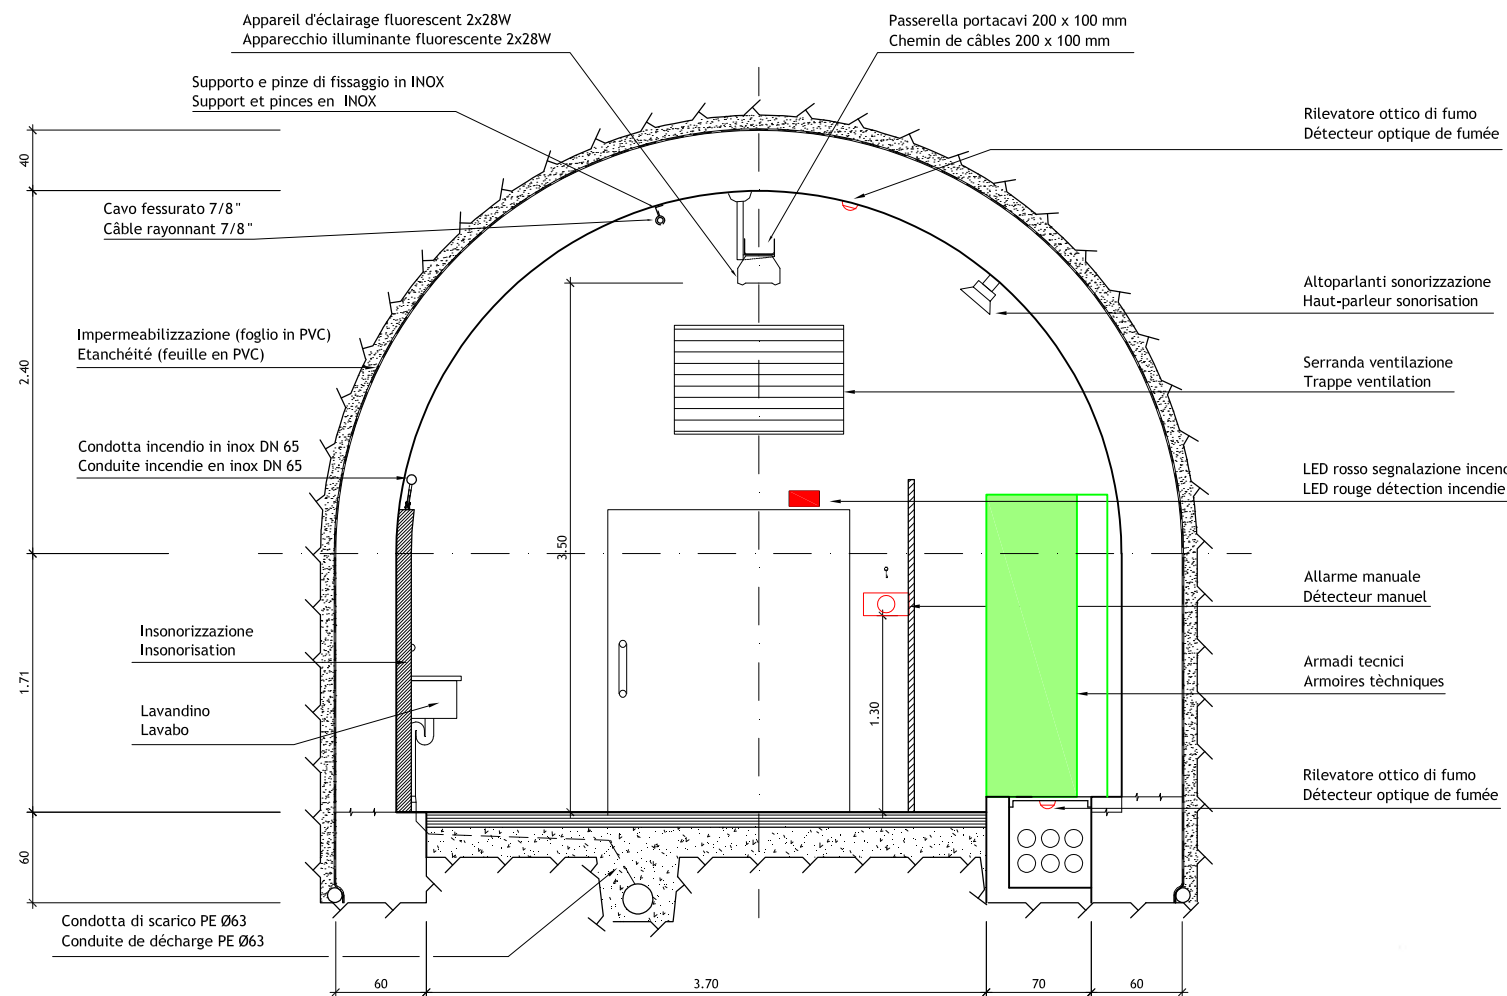 Appareil d'éclairage fluorescent 2x28W
Apparecchio illuminante fluorescente 2x28W
Passerella portacavi 200 x 100 mm
Chemin de câbles 200 x 100 mm
Supporto e pinze di fissaggio in INOX
Support et pinces en INOX
Rilevatore ottico di fumo
Détecteur optique de fumée
40
Cavo fessurato 7/8"
Câble rayonnant 7/8"
Altoparlanti sonorizzazione
Haut-parleur sonorisation
Impermeabilizzazione (foglio in PVC)
Etanchéité (feuille en PVC)
2.40
Serranda ventilazione
Trappe ventilation
Condotta incendio in inox DN 65
Conduite incendie en inox DN 65
LED rosso segnalazione incend
LED rouge détection incendie
3.50
Allarme manuale
Détecteur manuel
Insonorizzazione
Insonorisation
1.71
Armadi tecnici
Armoires tèchniques
1.30
Lavandino
Lavabo
Rilevatore ottico di fumo
Détecteur optique de fumée
60
Condotta di scarico PE Ø63
Conduite de décharge PE Ø63
60
3.70
70
60